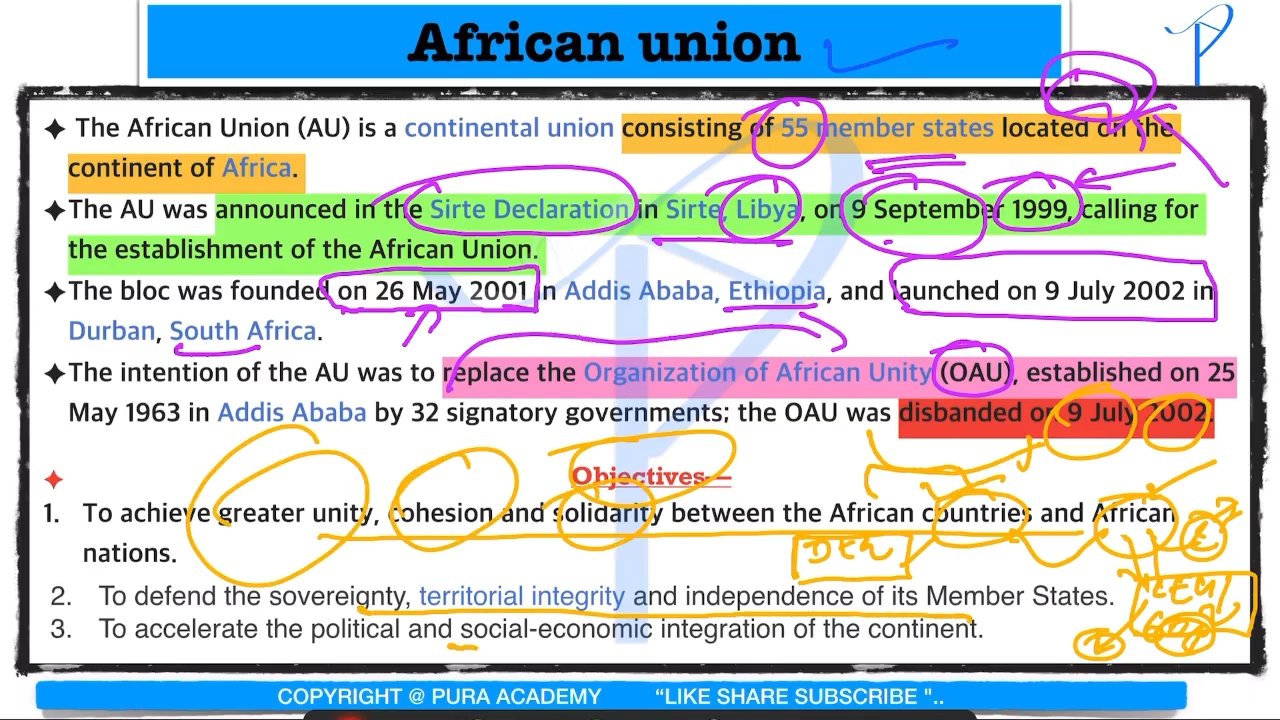 African union
✦ The African Union (AU) is a continental union consisting of 55 member states located on the
continent of Africa.
✦The AU was announced in the Sirte Declaration in Sirte, Libya, on 9 September 1999, calling for
the establishment of the African Union.
✦The bloc was founded on 26 May 2001 in Addis Ababa, Ethiopia, and launched on 9 July 2002 in
Durban, South Africa.
✦The intention of the AU was to replace the Organization of African Unity (OAU), established on 25
May 1963 in Addis Ababa by 32 signatory governments; the OAU was disbanded on 9 July 2002.
✦ Objectives—
1. To achieve greater unity, cohesion and solidarity between the African countries and African
nations.
2. To defend the sovereignty, territorial integrity and independence of its Member States.
3. To accelerate the political and social-economic integration of the continent.
COPYRIGHT @ PURA ACADEMY “LIKE SHARE SUBSCRIBE "..